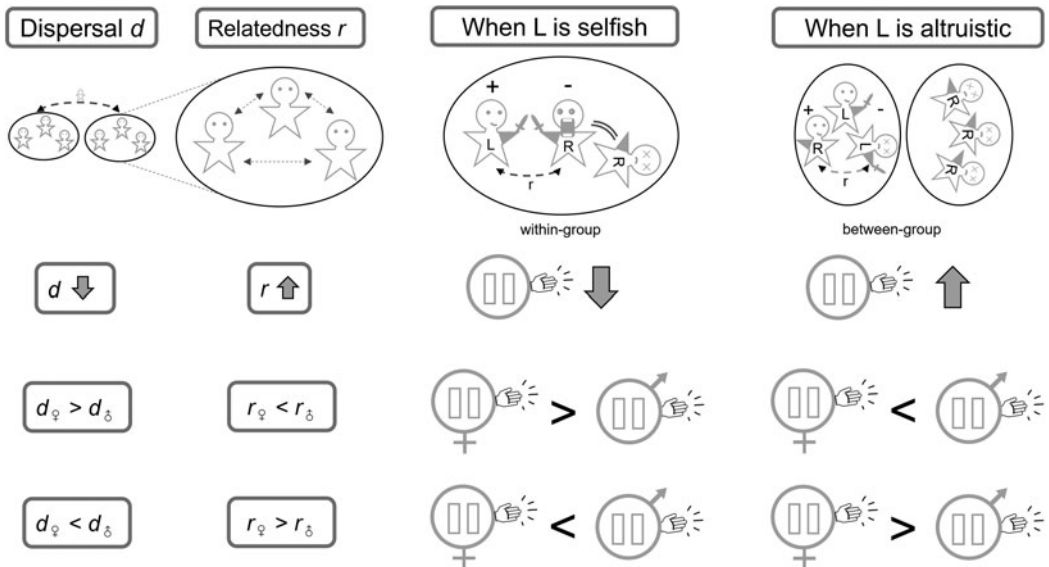 Dispersal d
Relatedness r
When L is selfish
When L is altruistic
+ -
L R R
r
within-group
+ -
L
R L
r
R
R
R
between-group
d
r
d♀ > d♂
r♀ < r♂
>
<
d♀ < d♂
r♀ > r♂
<
>